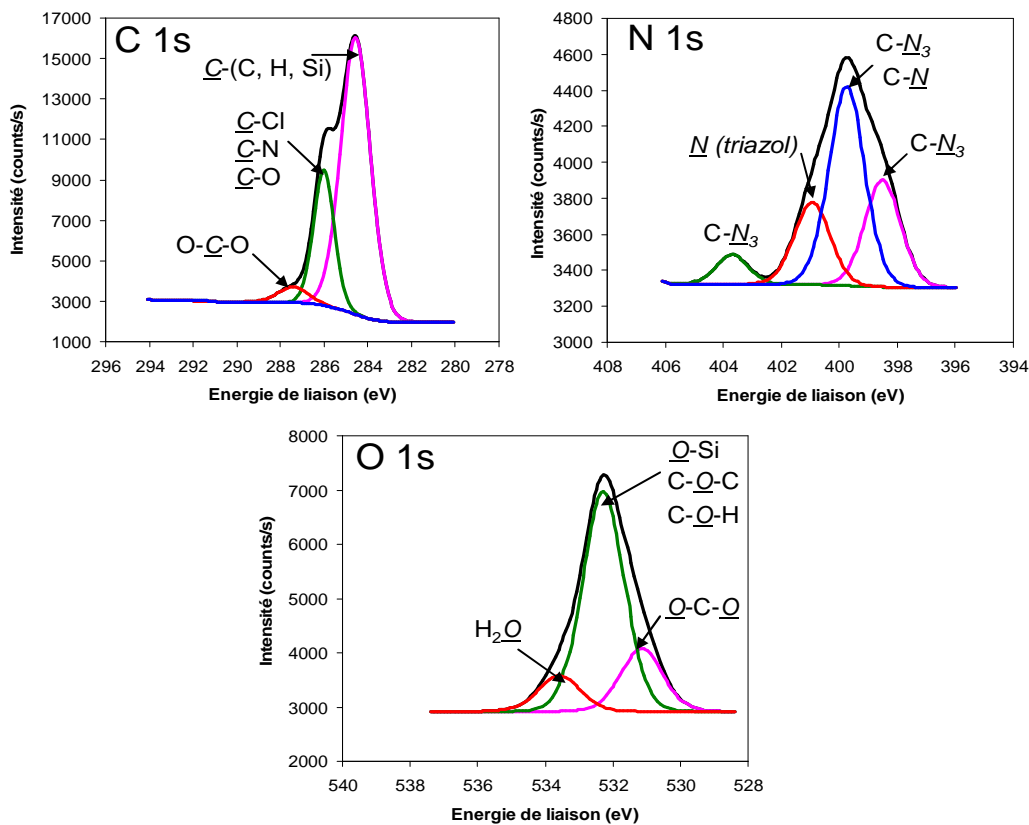 C 1s
17000
15000
13000
11000
9000
7000
5000
3000
1000
Intensité (counts/s)
C-(C, H, Si)
C-Cl
C-N
C-O
O-C-O
296 294 292 290 288 286 284 282 280 278
Energie de liaison (eV)
N 1s
4800
4600
4400
4200
4000
3800
3600
3400
3200
3000
Intensité (counts/s)
C-N3
C-N
N (triazol)
C-N3
C-N3
408 406 404 402 400 398 396 394
Energie de liaison (eV)
O 1s
8000
7000
6000
5000
4000
3000
2000
Intensité (counts/s)
O-Si
C-O-C
C-O-H
H2O
O-C-O
540 538 536 534 532 530 528
Energie de liaison (eV)